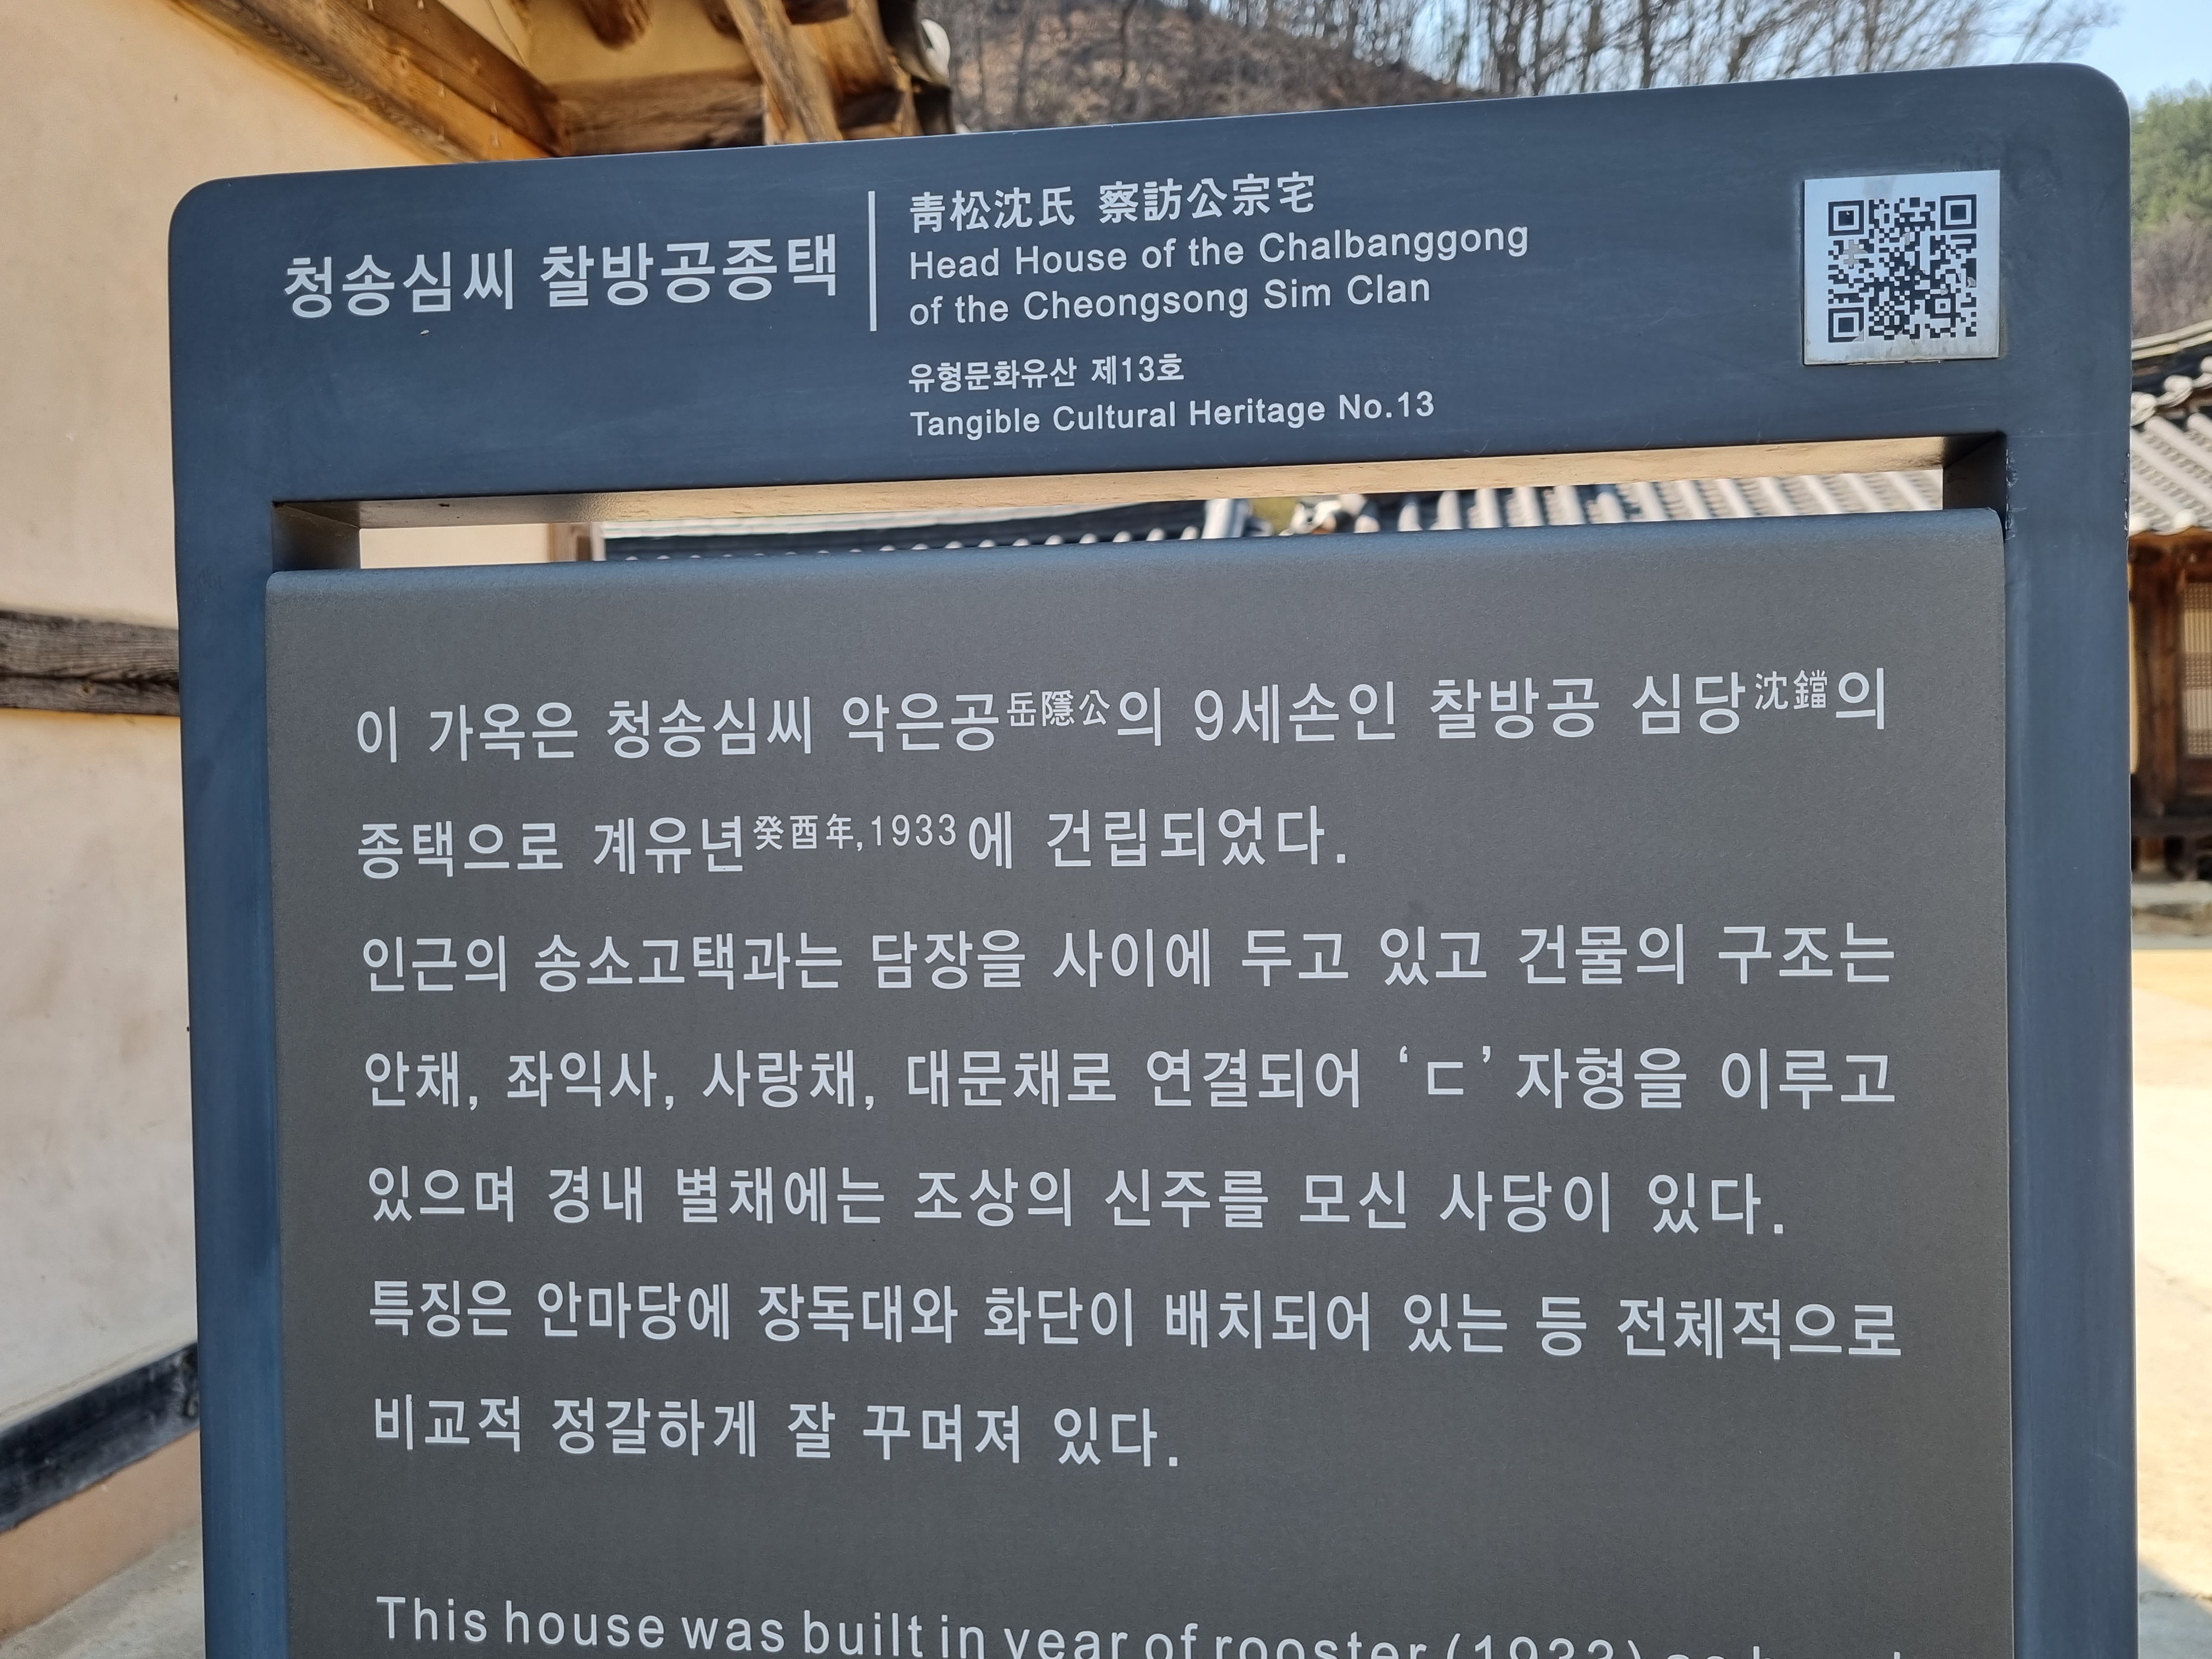 청송심씨 찰방공종택
靑松沈氏 察訪公宗宅
Head House of the Chalbanggong
of the Cheongsong Sim Clan
유형문화유산 제13호
Tangible Cultural Heritage No.13
이 가옥은 청송심씨 악은공岳隱公의 9세손인 찰방공 심당沈鐺의
종택으로 계유년癸酉年,1933에 건립되었다.
인근의 송소고택과는 담장을 사이에 두고 있고 건물의 구조는
안채, 좌익사, 사랑채, 대문채로 연결되어 ‘ㄷ’ 자형을 이루고
있으며 경내 별채에는 조상의 신주를 모신 사당이 있다.
특징은 안마당에 장독대와 화단이 배치되어 있는 등 전체적으로
비교적 정갈하게 잘 꾸며져 있다.
This house was built in year of rooster (1933)